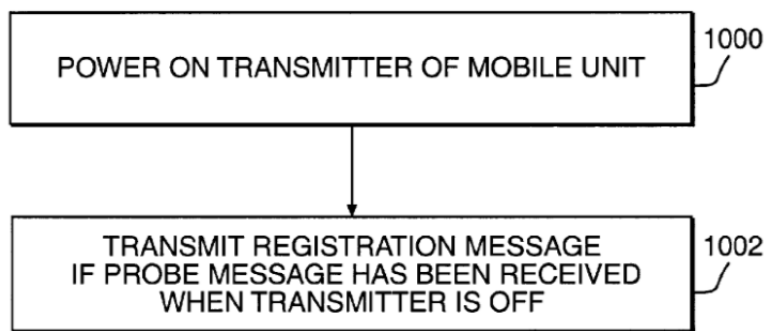 POWER ON TRANSMITTER OF MOBILE UNIT
1000
TRANSMIT REGISTRATION MESSAGE
IF PROBE MESSAGE HAS BEEN RECEIVED
WHEN TRANSMITTER IS OFF
1002